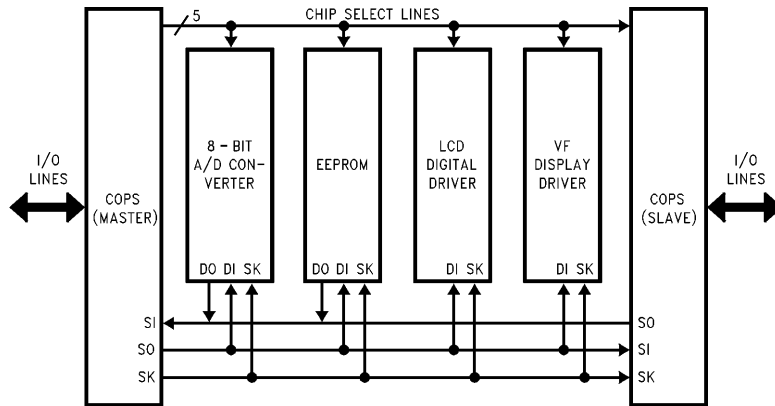 5
CHIP SELECT LINES
I/O
LINES
COPS
(MASTER)
8 - BIT
A/D CON-
VERTER
DO DI SK
EEPROM
DO DI SK
LCD
DIGITAL
DRIVER
DI SK
VF
DISPLAY
DRIVER
DI SK
COPS
(SLAVE)
I/O
LINES
SI
SO
SO
SI
SK
SK